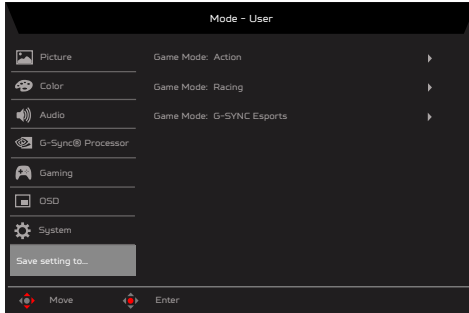 Mode - User
Picture
Game Mode: Action
Color
Game Mode: Racing
Audio
Game Mode: G-SYNC Esports
G-Sync® Processor
Gaming
OSD
System
Save setting to...
Move
Enter